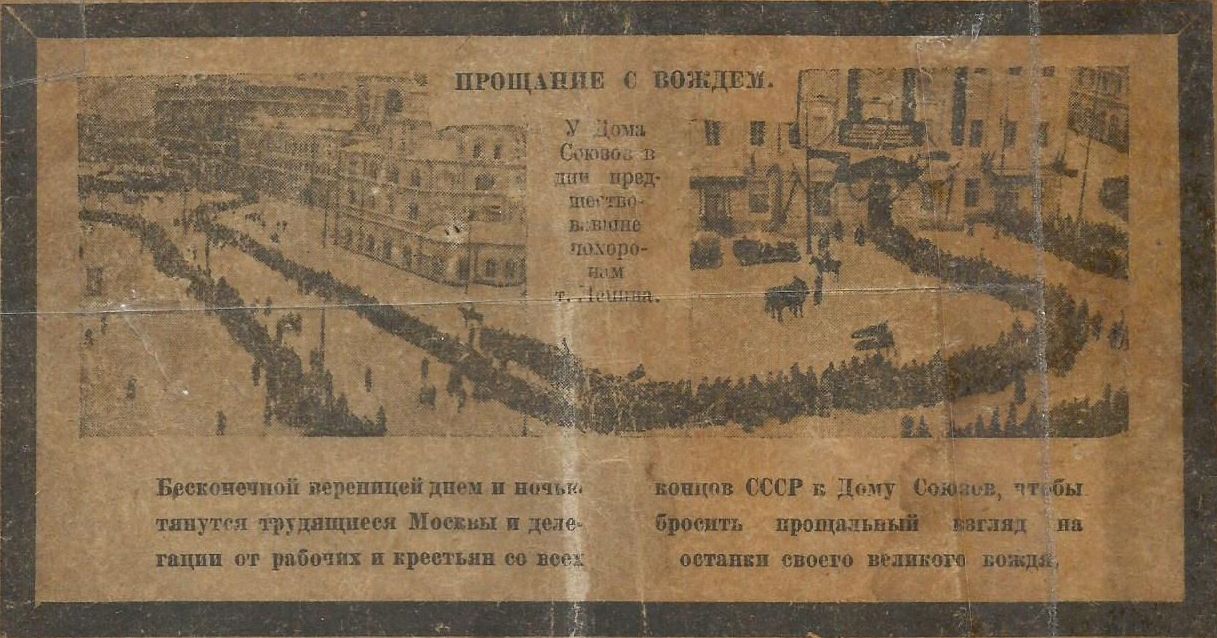 ПРОЩАНИЕ С ВОЖДЕМ.
У Дома
Союзов в
дни пред-
шество-
вавшие
похоро-
нам
т. Ленина.
Бесконечной вереницей днем и ночью
тянутся трудящиеся Москвы и деле-
гации от рабочих и крестьян со всех
концов СССР к Дому Союзов, чтобы
бросить прощальный взгляд на
останки своего великого вождя.